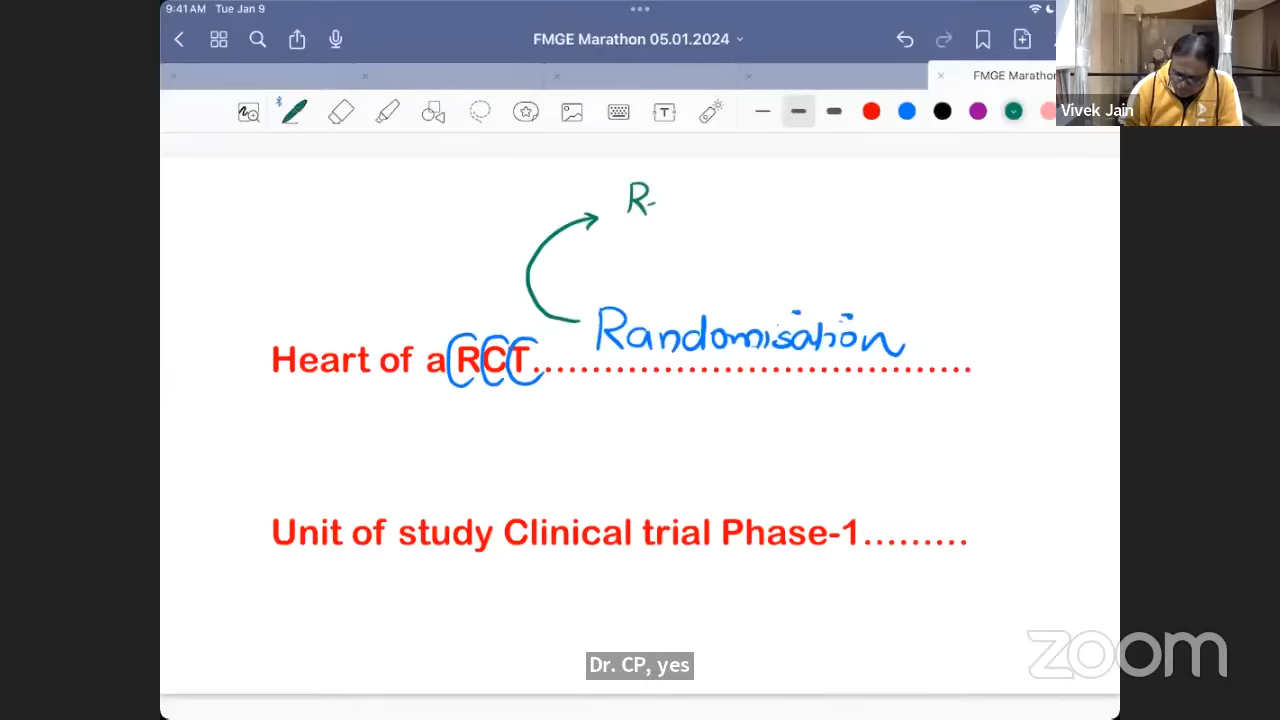 9:41 AM Tue Jan 9
FMGE Marathon 05.01.2024
FMGE Marathon
Vivek Jain
R-
Randomisation
Heart of a RCT....................................
Unit of study Clinical trial Phase-1.........
Dr. CP, yes
zoom